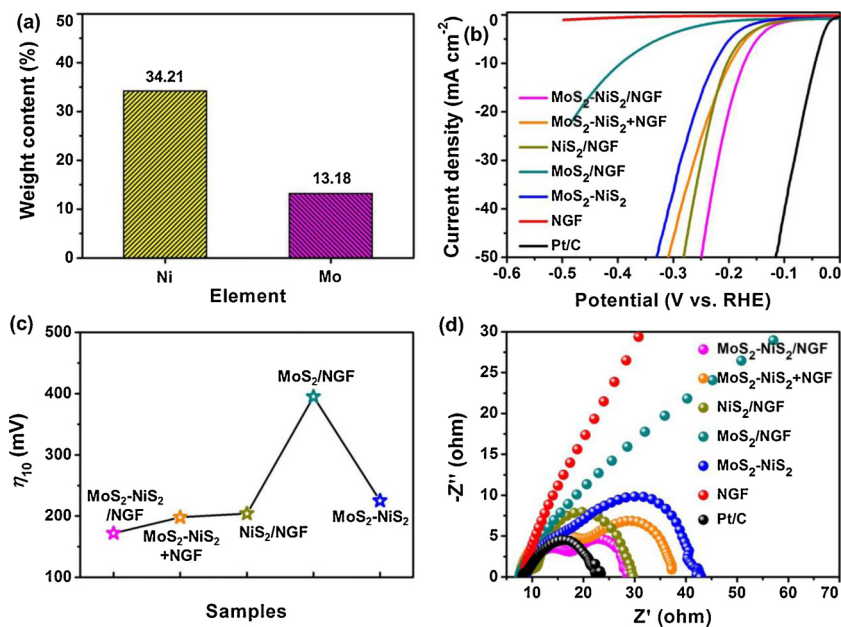 (a)
Weight content (%)
50
40
30
20
10
0
34.21
13.18
Ni
Mo
Element
(b)
Current density (mA cm⁻²)
0
-10
-20
-30
-40
-50
MoS₂-NiS₂/NGF
MoS₂-NiS₂+NGF
NiS₂/NGF
MoS₂/NGF
MoS₂-NiS₂
NGF
Pt/C
-0.6
-0.5
-0.4
-0.3
-0.2
-0.1
0.0
Potential (V vs. RHE)
(c)
η₁₀ (mV)
500
400
300
200
100
MoS₂-NiS₂
/NGF
MoS₂-NiS₂
+NGF
NiS₂/NGF
MoS₂/NGF
MoS₂-NiS₂
Samples
(d)
-Z'' (ohm)
30
25
20
15
10
5
0
MoS₂-NiS₂/NGF
MoS₂-NiS₂+NGF
NiS₂/NGF
MoS₂/NGF
MoS₂-NiS₂
NGF
Pt/C
10
20
30
40
50
60
70
Z' (ohm)